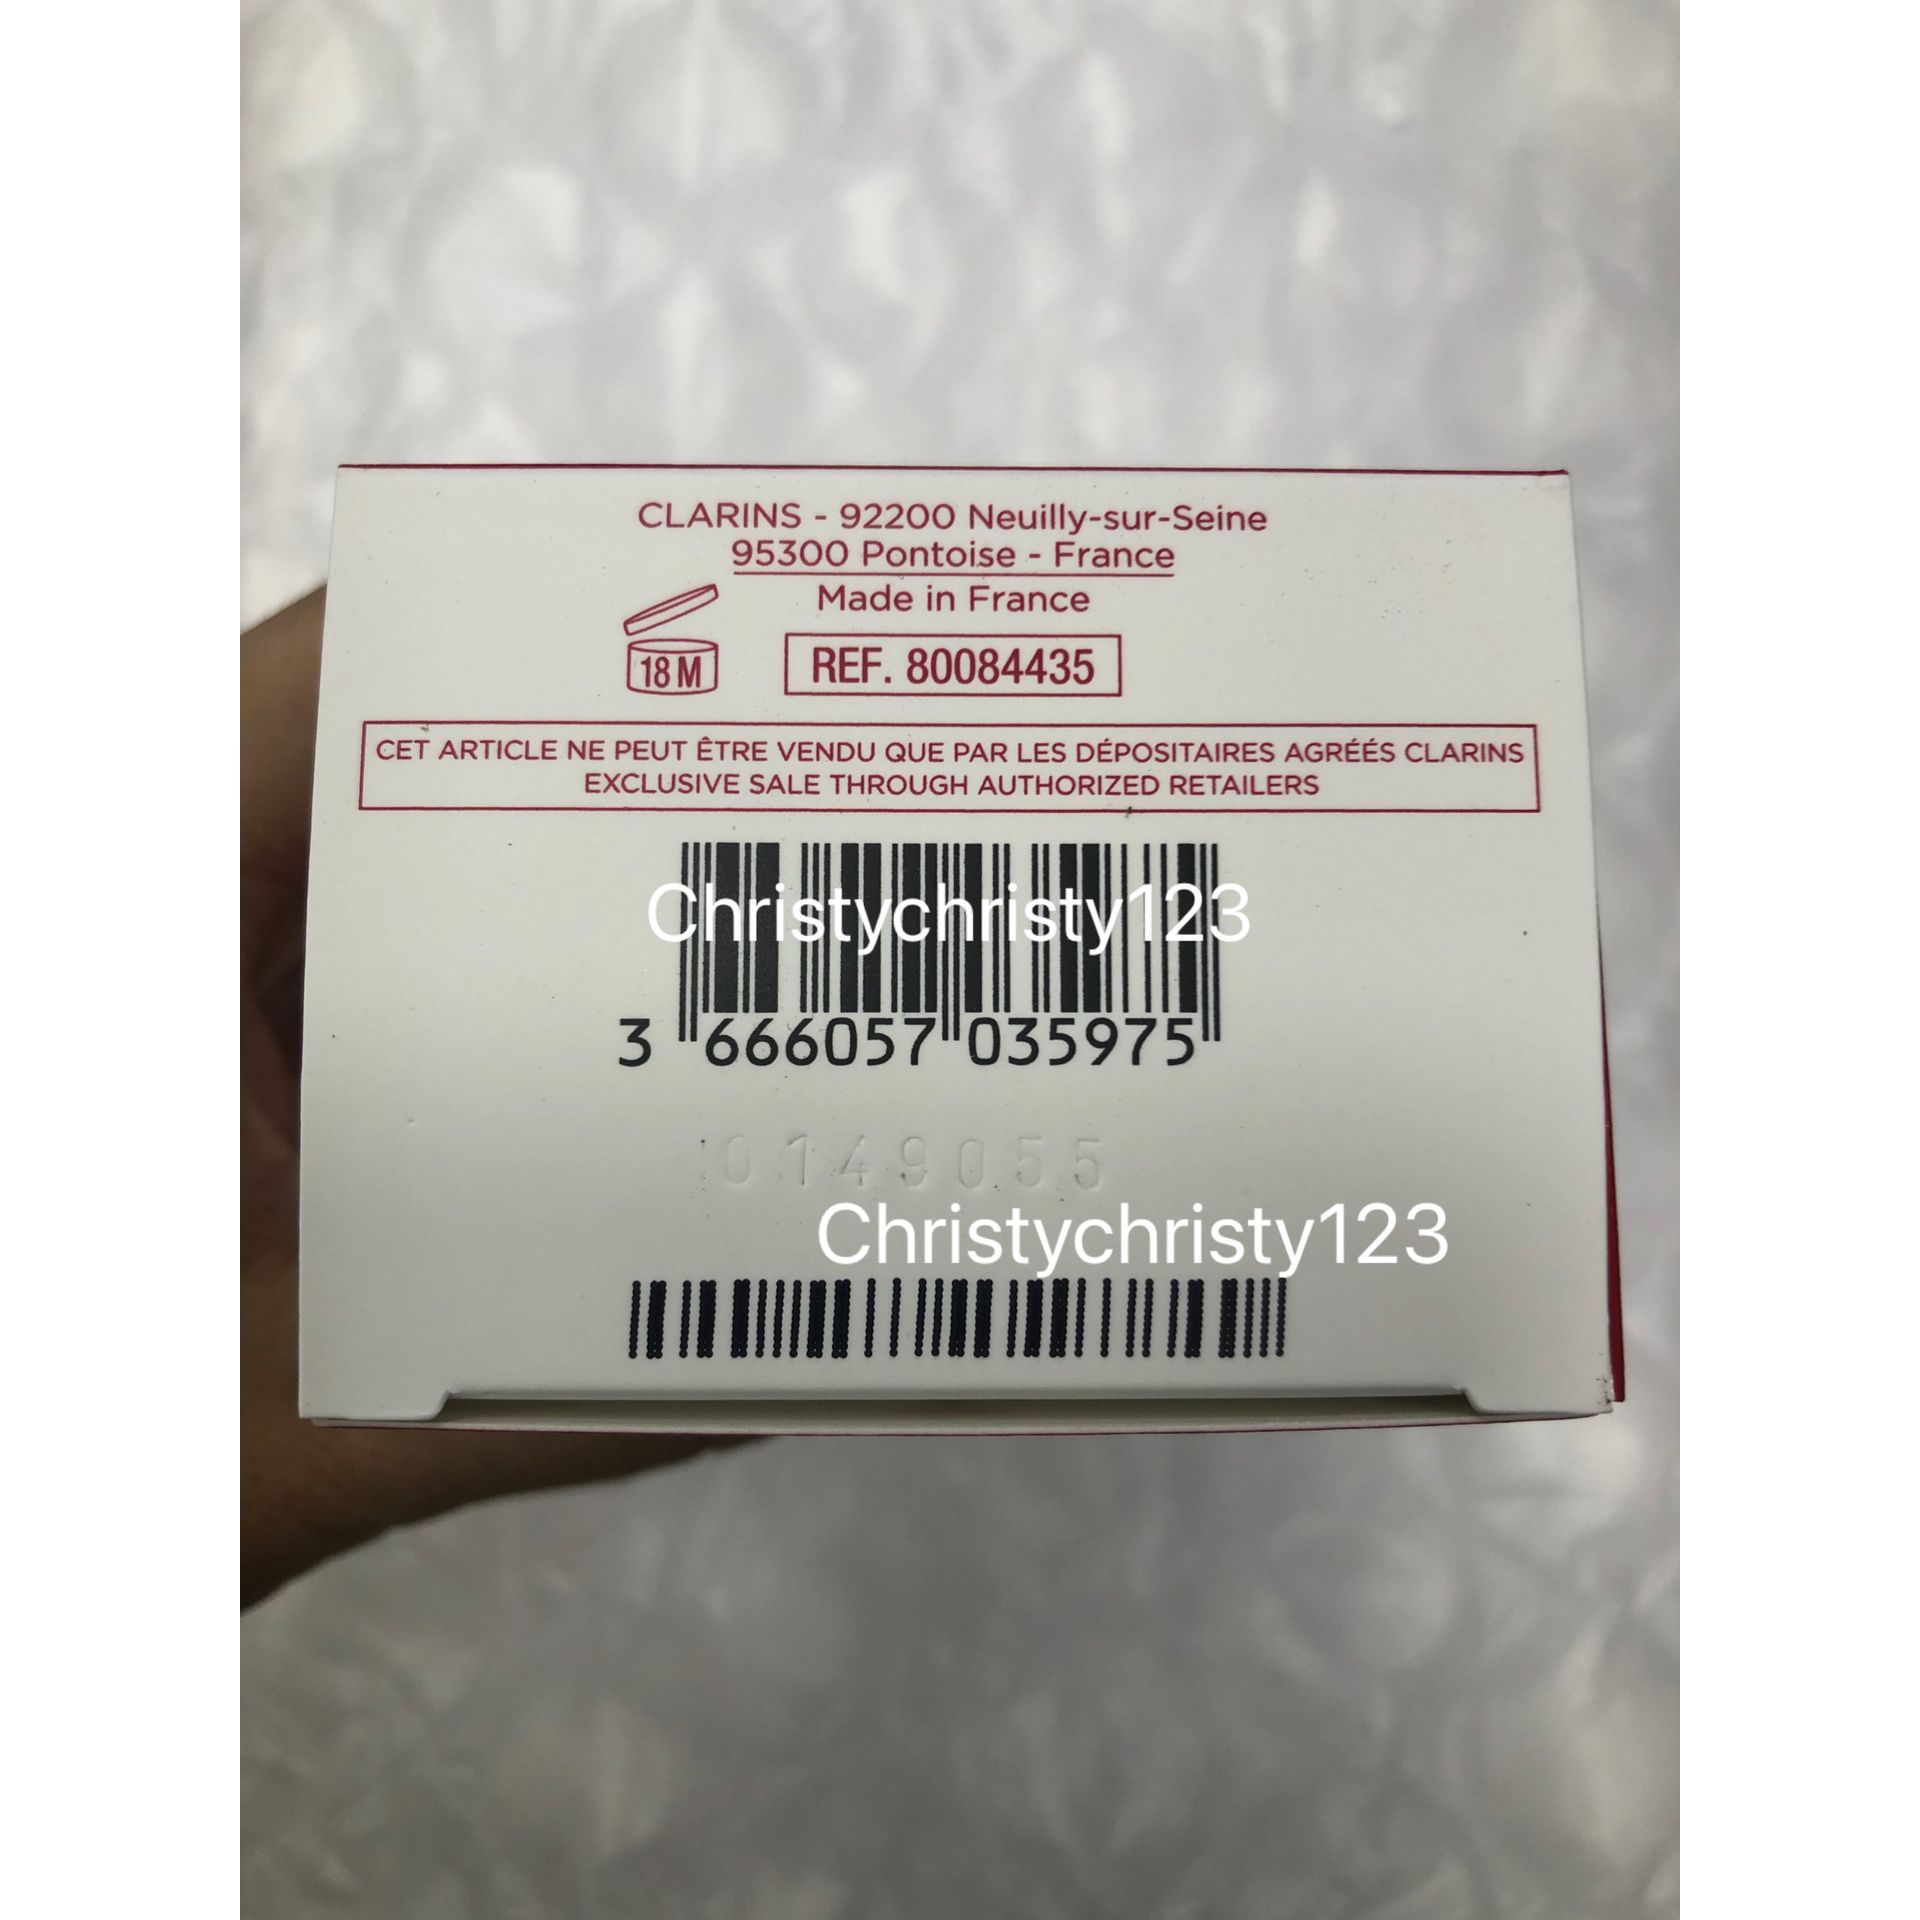 CLARINS - 92200 Neuilly-sur-Seine
95300 Pontoise - France
Made in France
18 M
REF. 80084435
CET ARTICLE NE PEUT ÊTRE VENDU QUE PAR LES DÉPOSITAIRES AGRÉÉS CLARINS
EXCLUSIVE SALE THROUGH AUTHORIZED RETAILERS
Christychristy123
3 666057 035975
0149055
Christychristy123